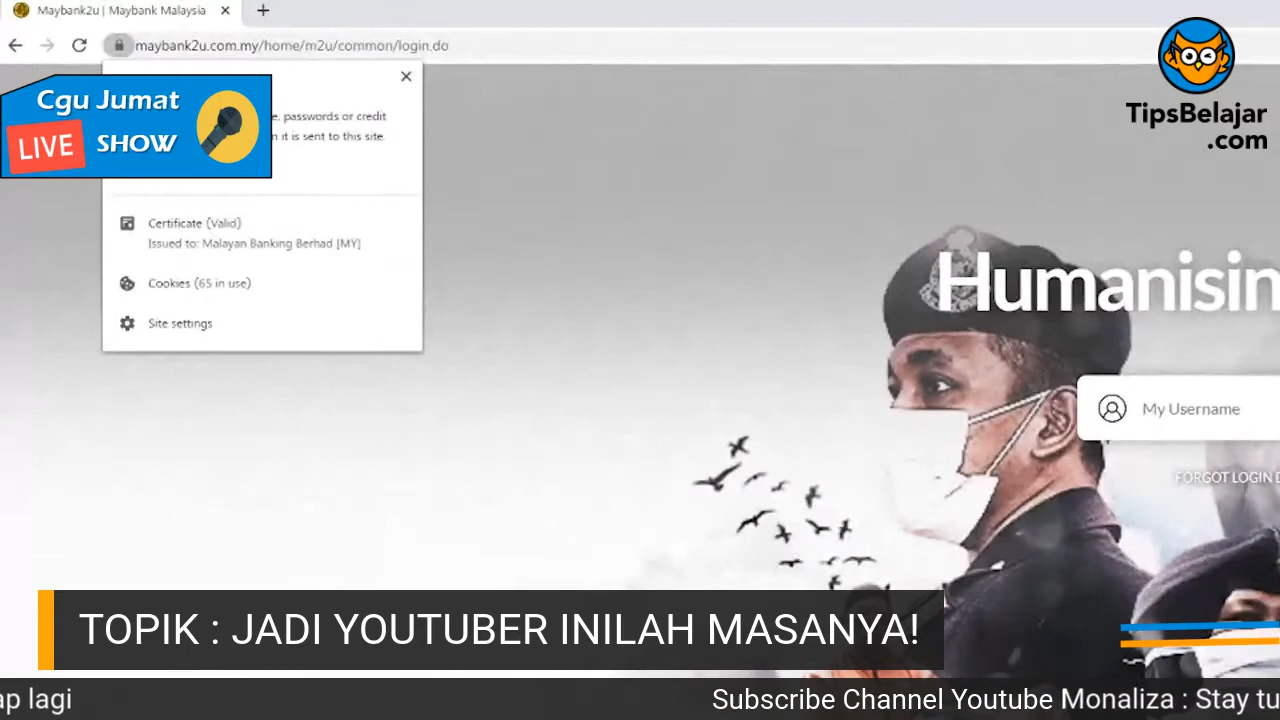 Maybank2u | Maybank Malaysia
maybank2u.com.my/home/m2u/common/login.do
Cgu Jumat
LIVE SHOW
passwords or credit
it is sent to this site.
Certificate (Valid)
Issued to: Malayan Banking Berhad [MY]
Cookies (65 in use)
Site settings
TipsBelajar
.com
Humanisin
My Username
FORGOT LOGIN D
TOPIK : JADI YOUTUBER INILAH MASANYA!
ap lagi
Subscribe Channel Youtube Monaliza : Stay tu